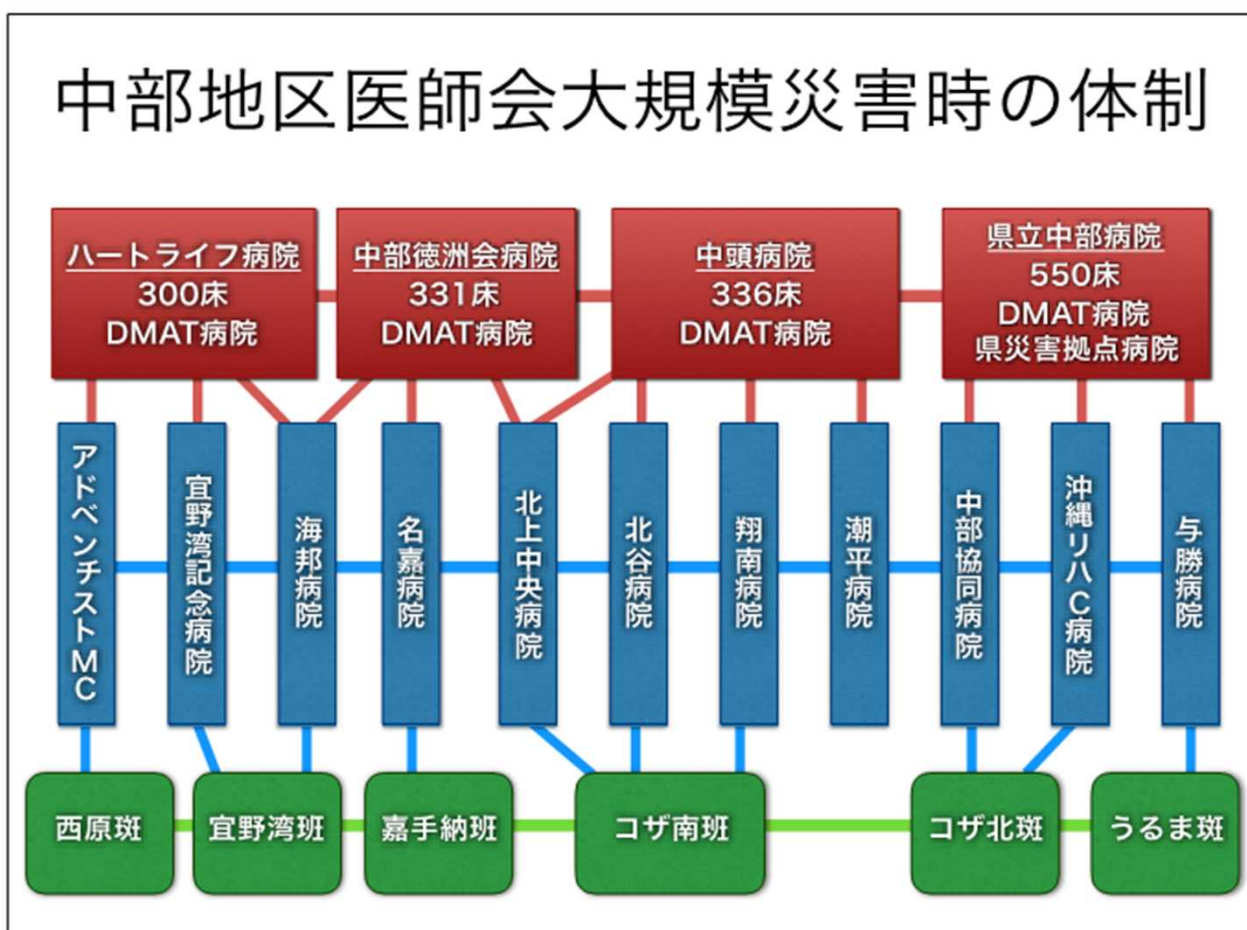 中部地区医師会大規模災害時の体制
ハートライフ病院
300床
DMAT病院
中部徳洲会病院
331床
DMAT病院
中頭病院
336床
DMAT病院
県立中部病院
550床
DMAT病院
県災害拠点病院
アドベンチストMC
宜野湾記念病院
海邦病院
名嘉病院
北上中央病院
北谷病院
翔南病院
潮平病院
中部協同病院
沖縄リハC病院
与勝病院
西原斑
宜野湾班
嘉手納班
コザ南班
コザ北斑
うるま斑